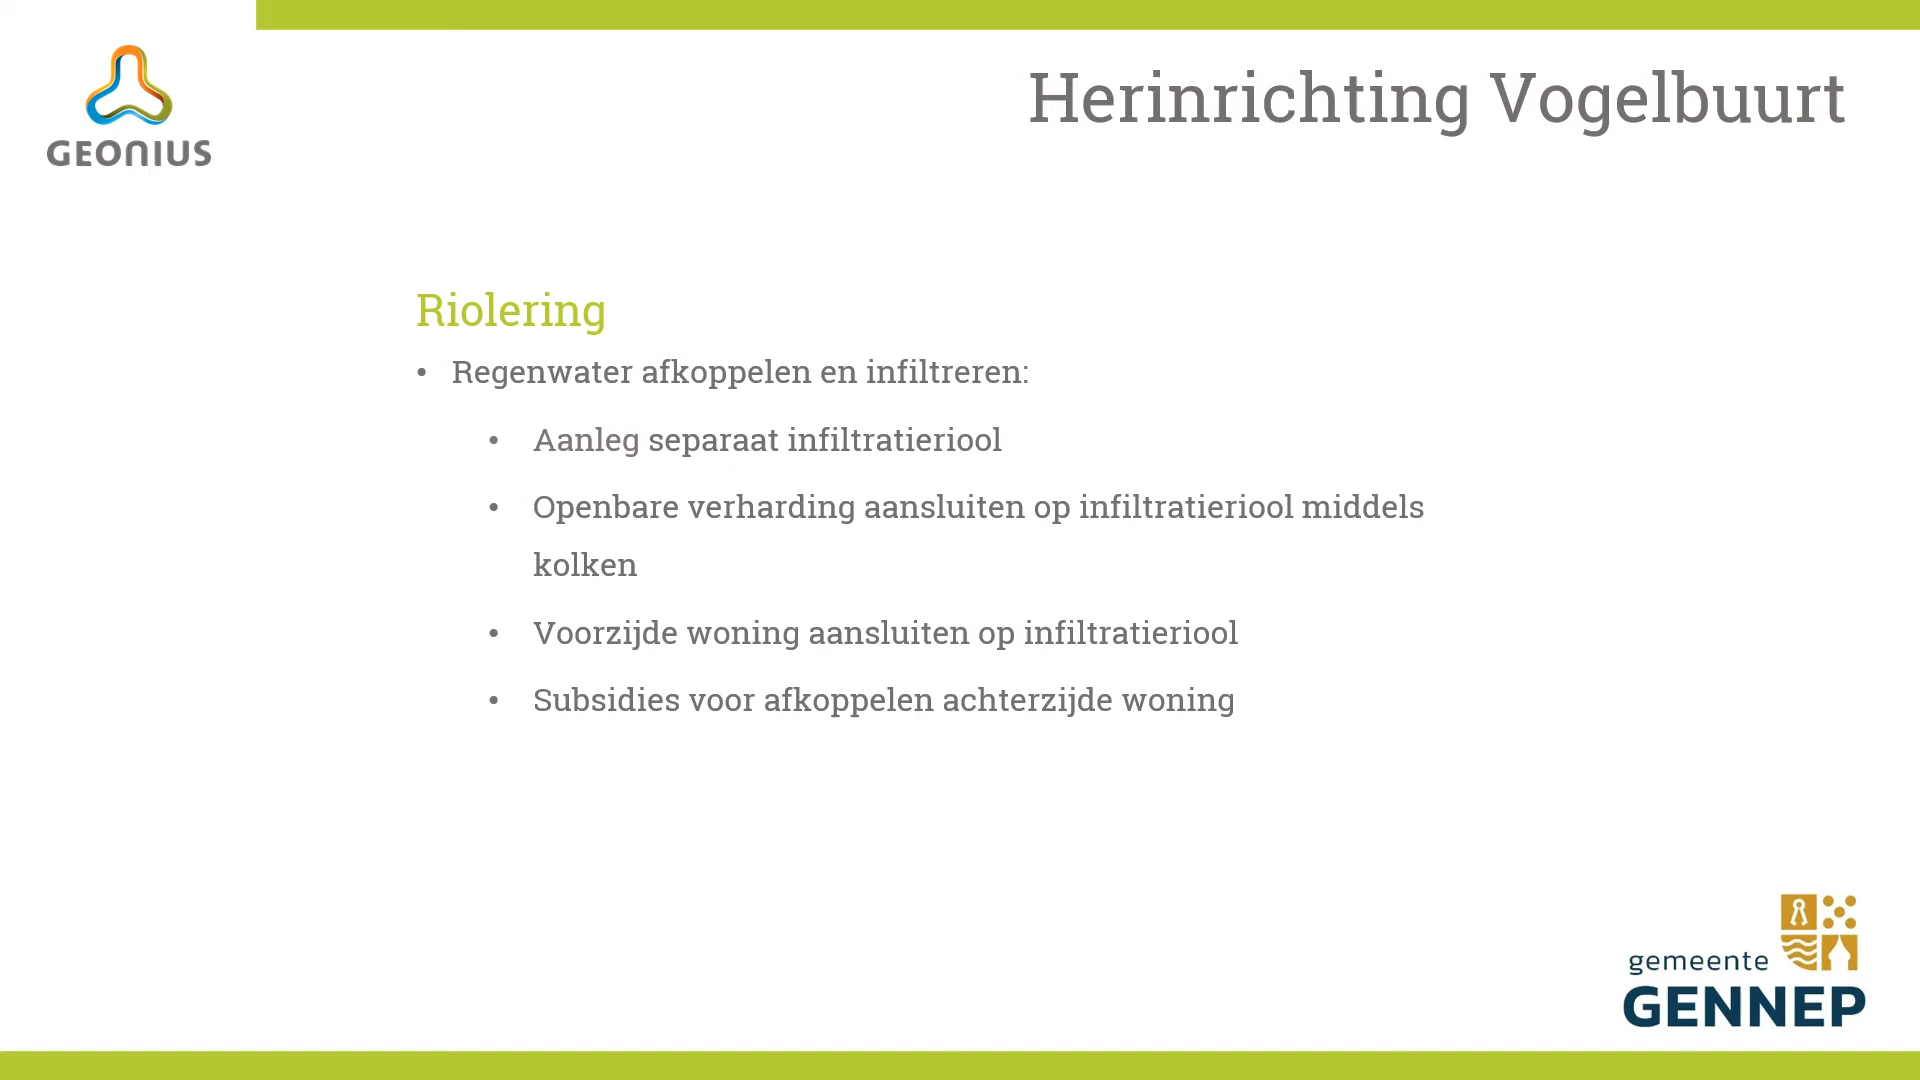 GEONIUS
Herinrichting Vogelbuurt
Riolering
• Regenwater afkoppelen en infiltreren:
• Aanleg separaat infiltratieriool
• Openbare verharding aansluiten op infiltratieriool middels
kolken
• Voorzijde woning aansluiten op infiltratieriool
• Subsidies voor afkoppelen achterzijde woning
gemeente
GENNEP